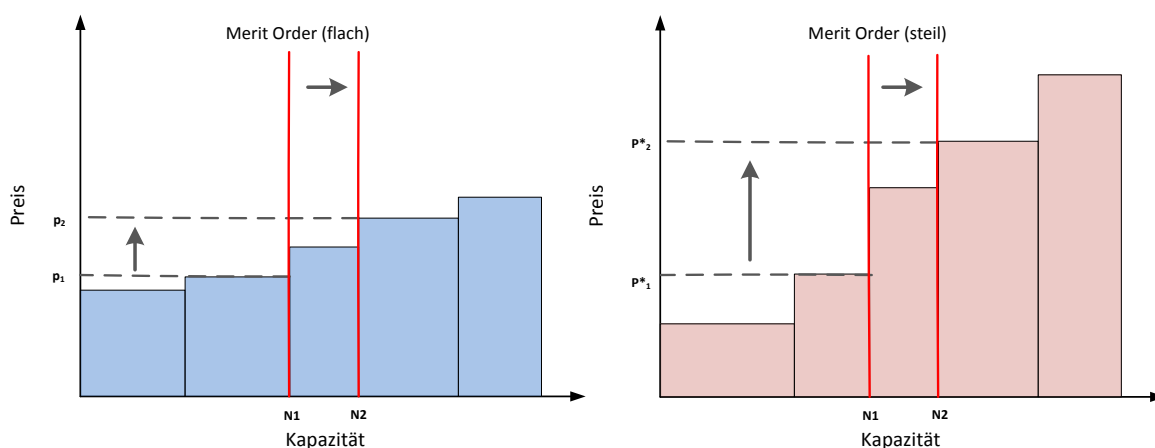 Merit Order (flach)
Preis
p₂
p₁
N1
N2
Kapazität
Merit Order (steil)
Preis
P*₂
P*₁
N1
N2
Kapazität